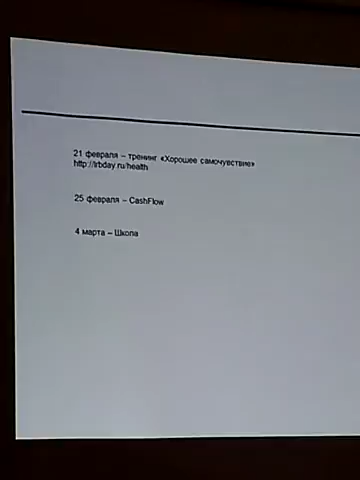 21 февраля – тренинг «Хорошее самочувствие»
http://irbday.ru/health
25 февраля – CashFlow
4 марта – Школа